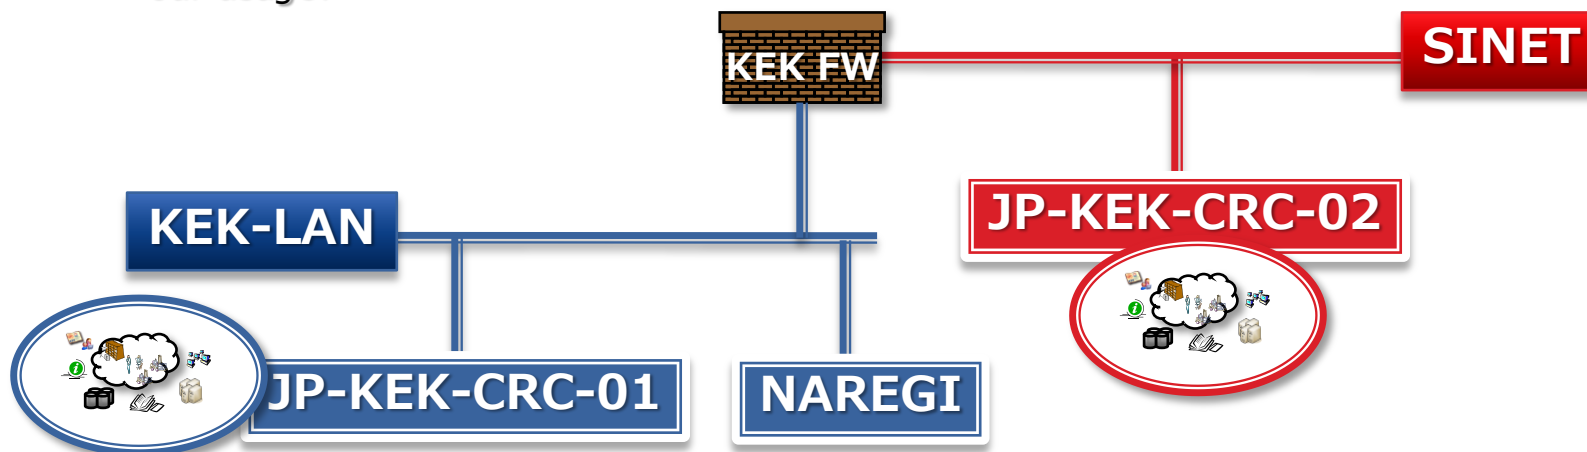 KEK FW
SINET
KEK-LAN
JP-KEK-CRC-02
JP-KEK-CRC-01
NAREGI